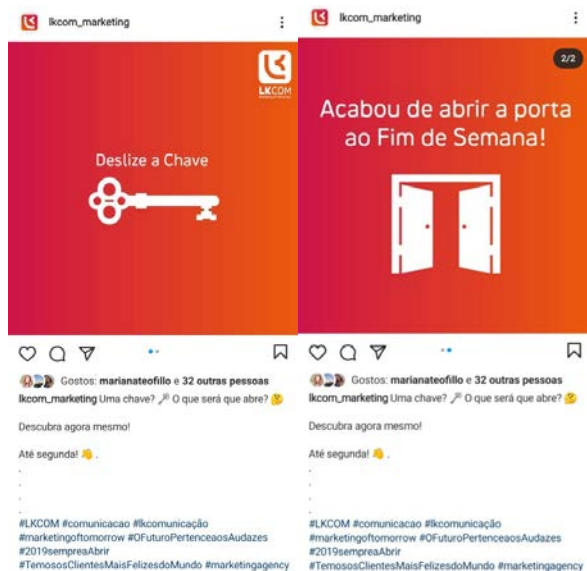 lkcom_marketing
LKCOM
Deslize a Chave
Gostos: marianateofillo e 32 outras pessoas
lkcom_marketing Uma chave? 🗝 O que será que abre? 🤔
Descubra agora mesmo!
Até segunda! 👋 .
.
.
.
.
#LKCOM #comunicacao #lkcomunicação
#marketingoftomorrow #OFuturoPertenceaosAudazes
#2019sempreaAbrir
#TemososClientesMaisFelizesdoMundo #marketingagency
lkcom_marketing
2/2
Acabou de abrir a porta
ao Fim de Semana!
Gostos: marianateofillo e 32 outras pessoas
lkcom_marketing Uma chave? 🗝 O que será que abre? 🤔
Descubra agora mesmo!
Até segunda! 👋 .
.
.
.
.
#LKCOM #comunicacao #lkcomunicação
#marketingoftomorrow #OFuturoPertenceaosAudazes
#2019sempreaAbrir
#TemososClientesMaisFelizesdoMundo #marketingagency